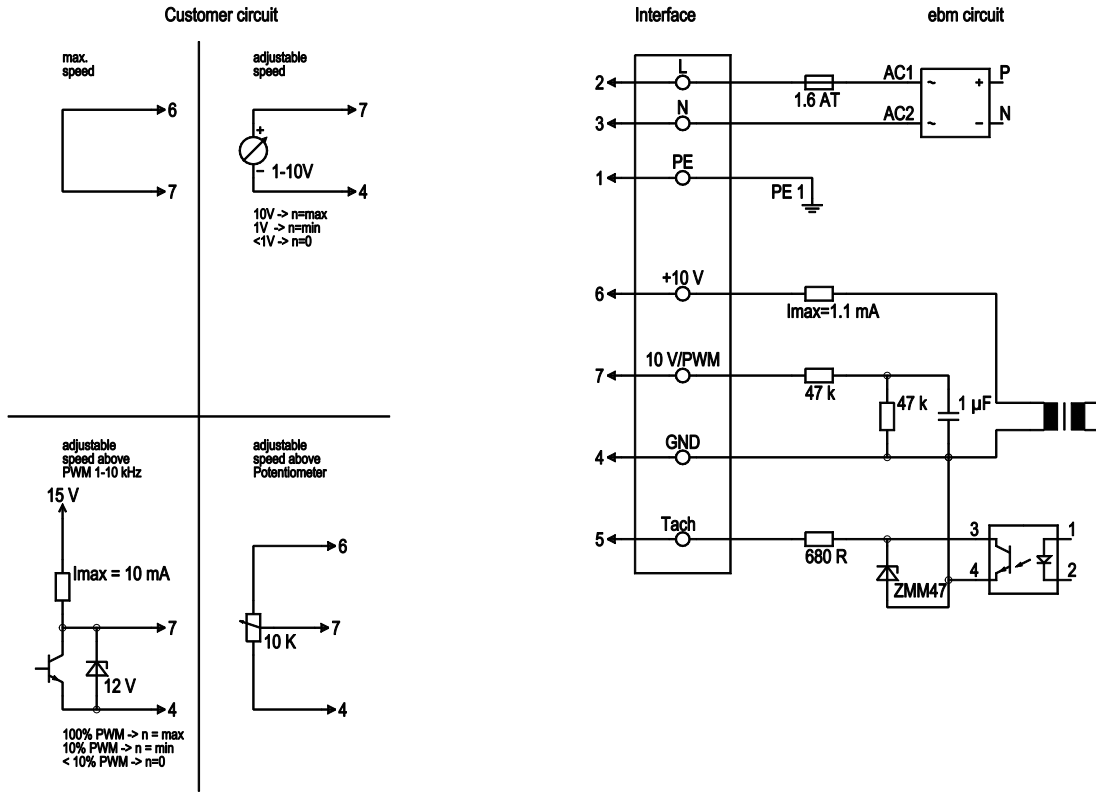 Customer circuit
Interface
ebm circuit
max.
speed
6
7
adjustable
speed
7
+
−
1-10V
4
10V -> n=max
1V -> n=min
<1V -> n=0
adjustable
speed above
PWM 1-10 kHz
15 V
Imax = 10 mA
7
12 V
4
100% PWM -> n = max
10% PWM -> n = min
< 10% PWM -> n=0
adjustable
speed above
Potentiometer
6
7
10 K
4
2
L
1.6 AT
AC1
~
+
P
3
N
AC2
~
−
N
1
PE
PE 1
6
+10 V
Imax=1.1 mA
7
10 V/PWM
47 k
47 k
1 µF
4
GND
5
Tach
680 R
ZMM47
3
4
1
2